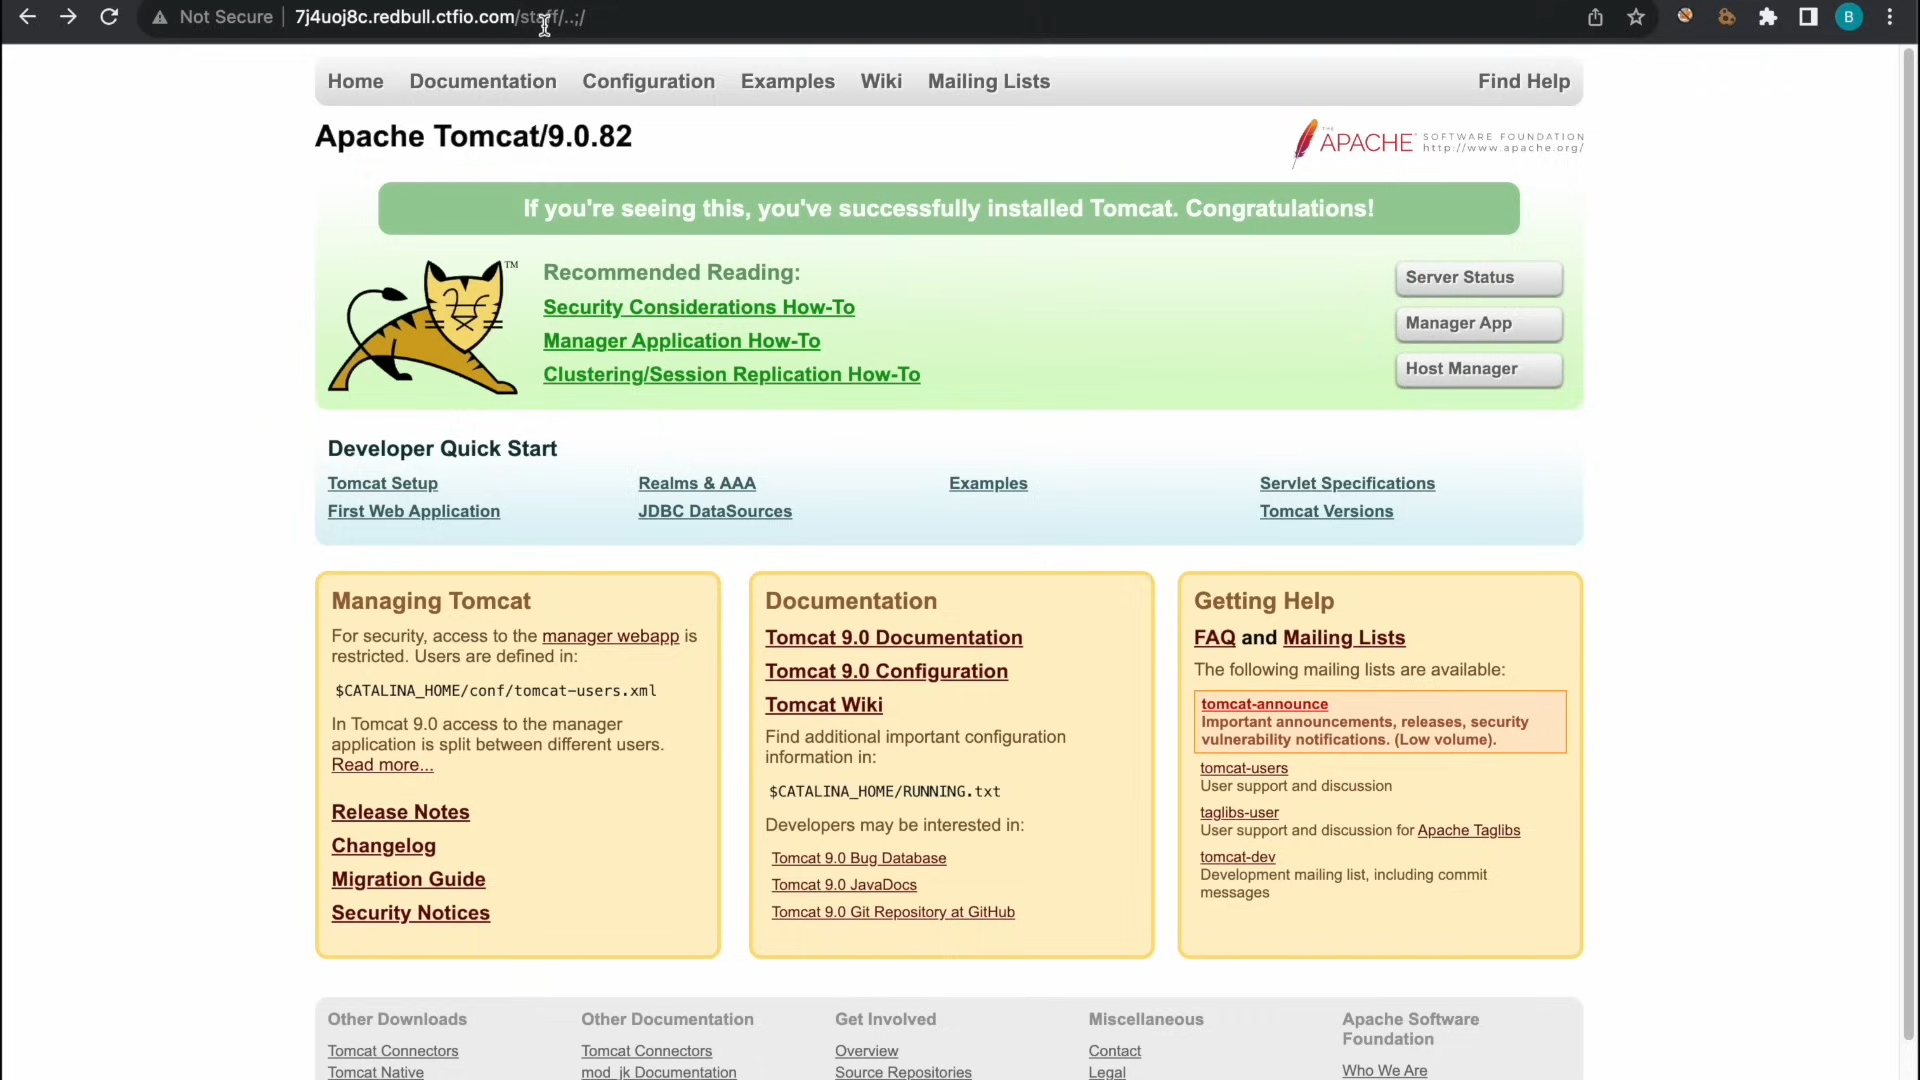 Not Secure 7j4uoj8c.redbull.ctfio.com/staff/..;/
B
Home Documentation Configuration Examples Wiki Mailing Lists Find Help
Apache Tomcat/9.0.82
THE APACHE® SOFTWARE FOUNDATION
http://www.apache.org/
If you're seeing this, you've successfully installed Tomcat. Congratulations!
TM
Recommended Reading:
Security Considerations How-To
Manager Application How-To
Clustering/Session Replication How-To
Server Status
Manager App
Host Manager
Developer Quick Start
Tomcat Setup
First Web Application
Realms & AAA
JDBC DataSources
Examples
Servlet Specifications
Tomcat Versions
Managing Tomcat
For security, access to the manager webapp is
restricted. Users are defined in:
$CATALINA_HOME/conf/tomcat-users.xml
In Tomcat 9.0 access to the manager
application is split between different users.
Read more...
Release Notes
Changelog
Migration Guide
Security Notices
Documentation
Tomcat 9.0 Documentation
Tomcat 9.0 Configuration
Tomcat Wiki
Find additional important configuration
information in:
$CATALINA_HOME/RUNNING.txt
Developers may be interested in:
Tomcat 9.0 Bug Database
Tomcat 9.0 JavaDocs
Tomcat 9.0 Git Repository at GitHub
Getting Help
FAQ and Mailing Lists
The following mailing lists are available:
tomcat-announce
Important announcements, releases, security
vulnerability notifications. (Low volume).
tomcat-users
User support and discussion
taglibs-user
User support and discussion for Apache Taglibs
tomcat-dev
Development mailing list, including commit
messages
Other Downloads
Tomcat Connectors
Tomcat Native
Other Documentation
Tomcat Connectors
mod_jk Documentation
Get Involved
Overview
Source Repositories
Miscellaneous
Contact
Legal
Apache Software
Foundation
Who We Are